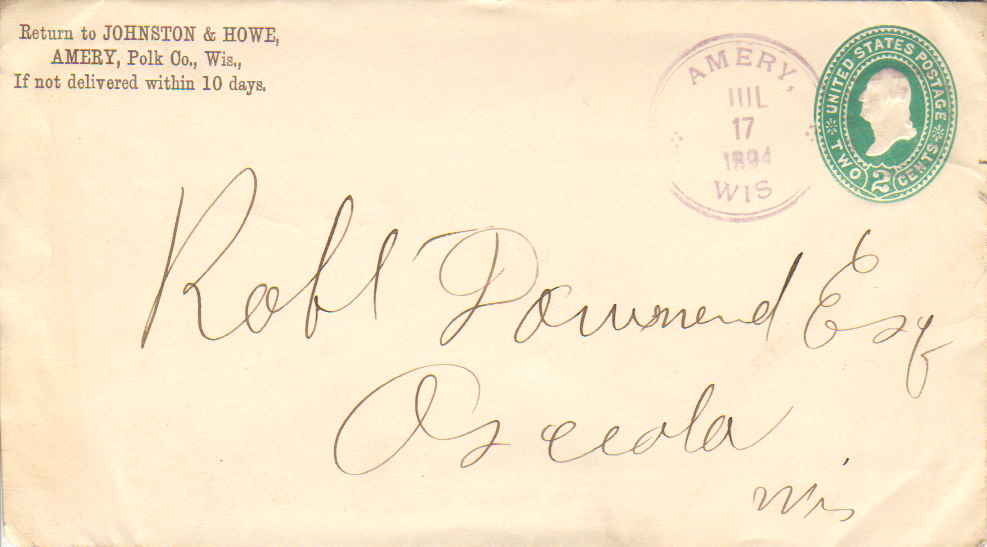 Return to JOHNSTON & HOWE,
AMERY, Polk Co., Wis.,
If not delivered within 10 days.
AMERY,
JUL
17
1894
WIS
UNITED STATES POSTAGE
TWO 2 CENTS
Robt Townsend Esq
Osceola
Wis